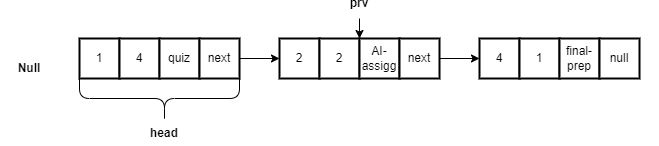 prv
Null
1 4 quiz next
2 2 AI-assigg next
4 1 final-prep null
head